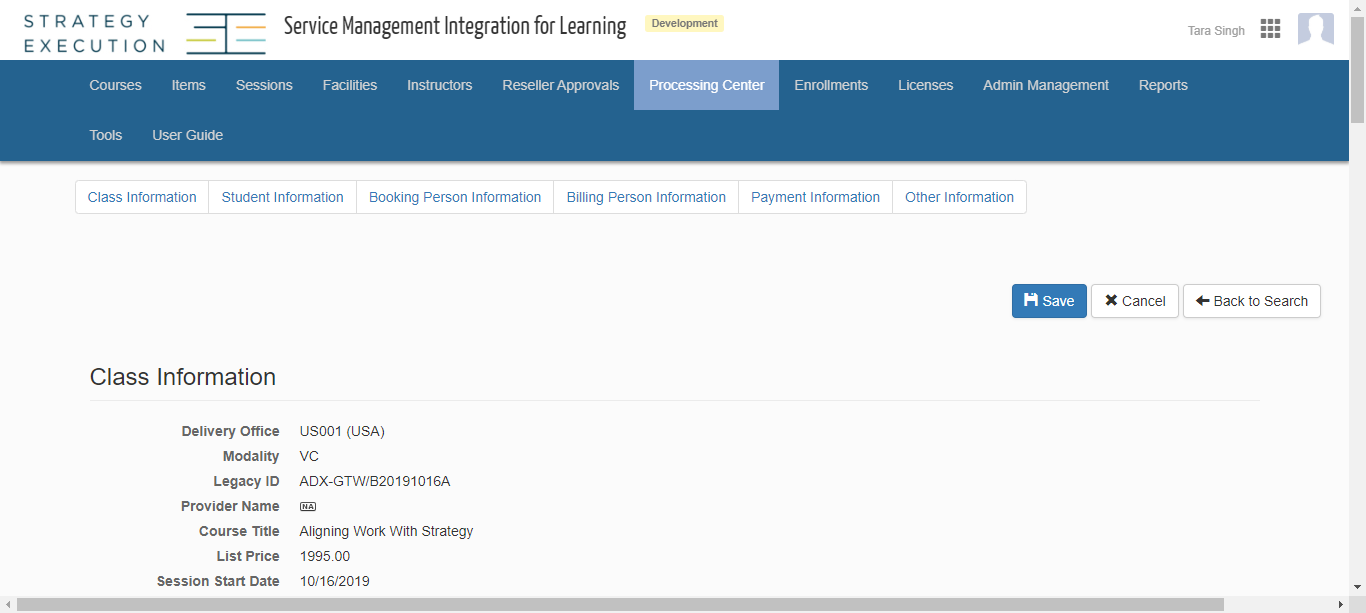 STRATEGY
EXECUTION
Service Management Integration for Learning
Development
Tara Singh
Courses Items Sessions Facilities Instructors Reseller Approvals Processing Center Enrollments Licenses Admin Management Reports
Tools User Guide
Class Information Student Information Booking Person Information Billing Person Information Payment Information Other Information
Save Cancel Back to Search
Class Information
Delivery Office US001 (USA)
Modality VC
Legacy ID ADX-GTW/B20191016A
Provider Name NA
Course Title Aligning Work With Strategy
List Price 1995.00
Session Start Date 10/16/2019